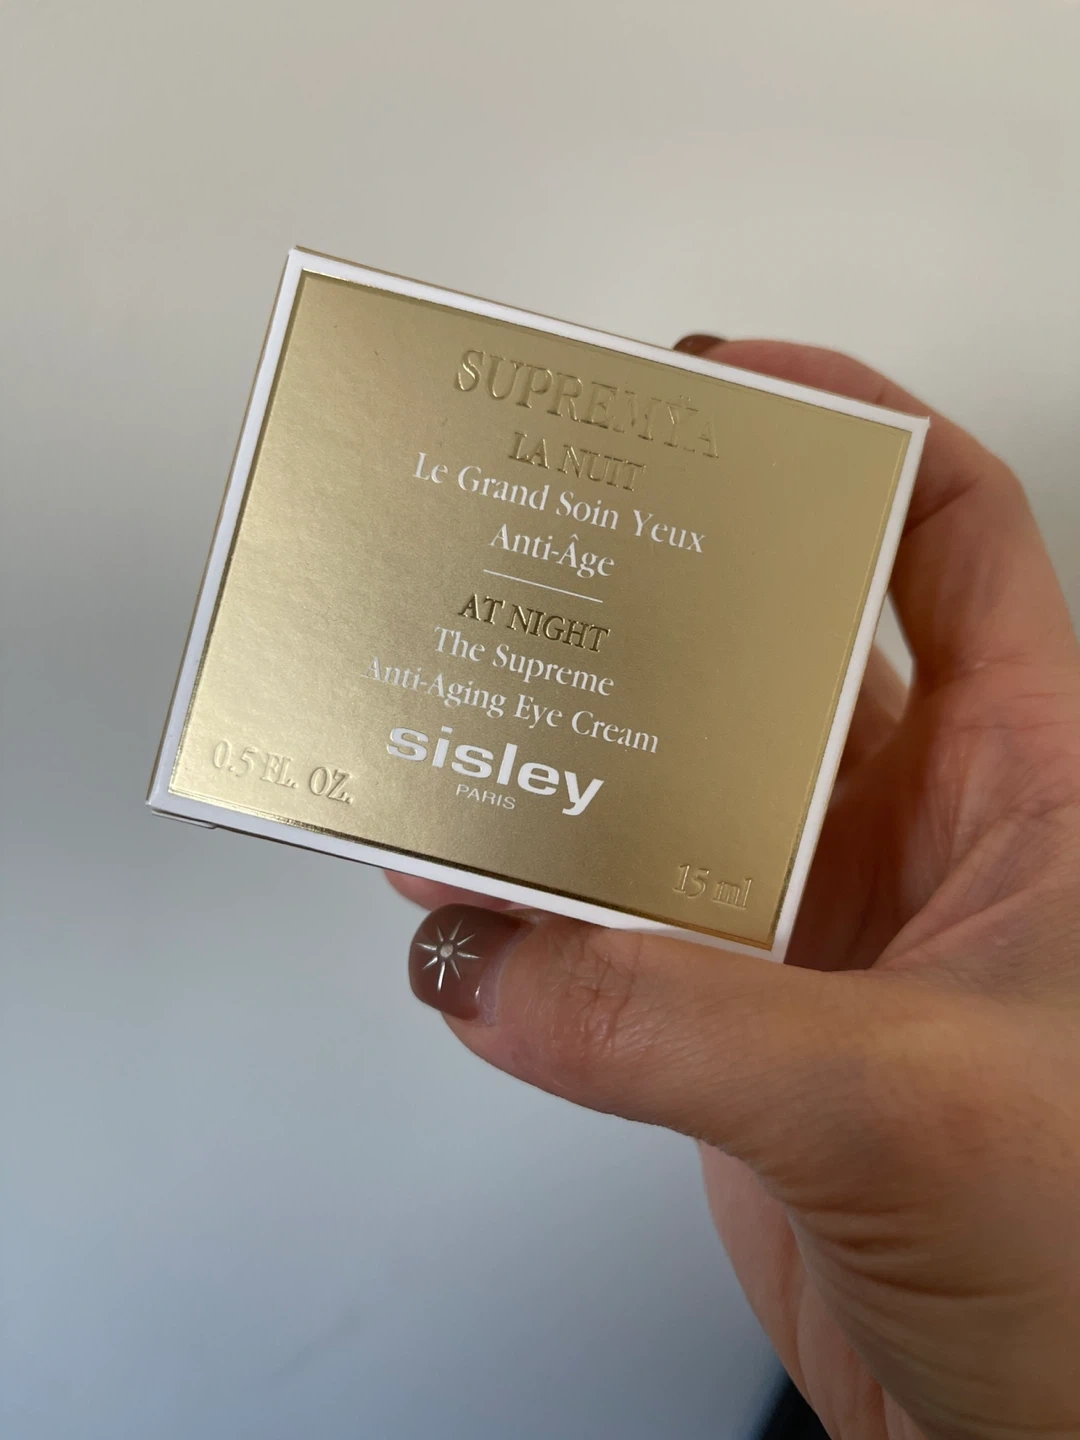 SUPREMŸA
LA NUIT
Le Grand Soin Yeux
Anti-Âge
AT NIGHT
The Supreme
Anti-Aging Eye Cream
sisley
PARIS
0.5 FL. OZ.
15 ml